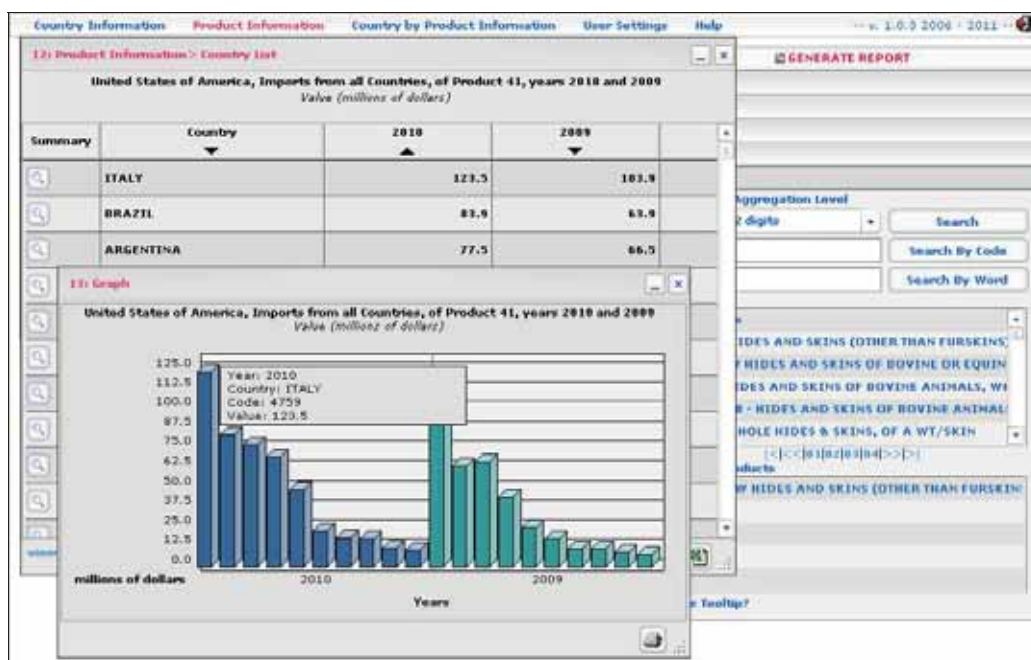 Country Information Product Information Country by Product Information User Settings Help -- v. 1.0.3 2006 - 2011 --
12: Product Information > Country List
GENERATE REPORT
United States of America, Imports from all Countries, of Product 41, years 2010 and 2009
Value (millions of dollars)
Summary Country 2010 2009
ITALY 123.5 103.9
BRAZIL 83.9 63.9
ARGENTINA 77.5 66.5
Aggregation Level
2 digits
Search
Search By Code
Search By Word
13: Graph
United States of America, Imports from all Countries, of Product 41, years 2010 and 2009
Value (millions of dollars)
125.0
112.5
100.0
87.5
75.0
62.5
50.0
37.5
25.0
12.5
0.0
Year: 2010
Country: ITALY
Code: 4759
Value: 123.5
millions of dollars
2010
2009
Years
HIDES AND SKINS (OTHER THAN FURSKINS)
HIDES AND SKINS OF BOVINE OR EQUIN
HIDES AND SKINS OF BOVINE ANIMALS, WH
- HIDES AND SKINS OF BOVINE ANIMAL
HOLE HIDES & SKINS, OF A WT/SKIN
|<|<<|01|02|03|04|>>|>|
oducts
W HIDES AND SKINS (OTHER THAN FURSKIN
e Tooltip?